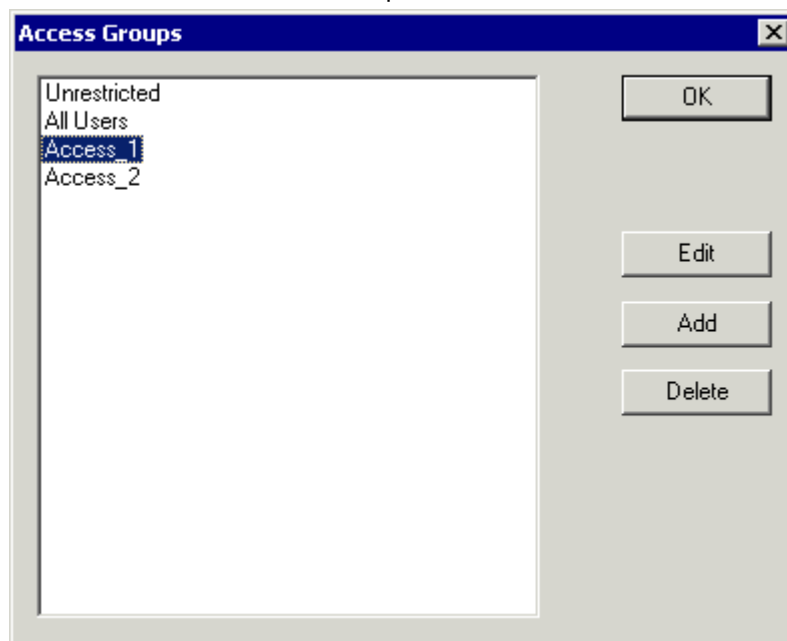 Access Groups
Unrestricted
All Users
Access_1
Access_2
OK
Edit
Add
Delete